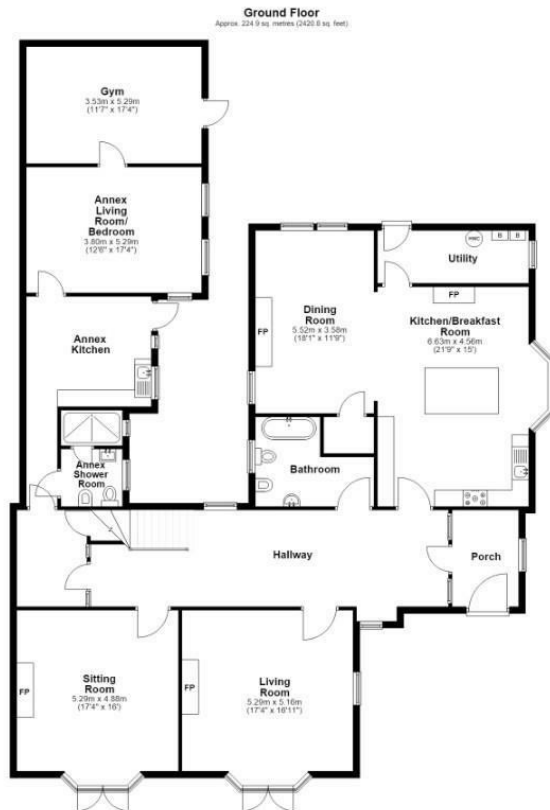 Ground Floor
Approx. 224.9 sq. metres (2420.8 sq. feet)
Gym
3.53m x 5.29m
(11'7" x 17'4")
Annex
Living
Room/
Bedroom
3.80m x 5.29m
(12'6" x 17'4")
Utility
HWC
B
B
FP
Dining
Room
5.52m x 3.58m
(18'1" x 11'9")
FP
Kitchen/Breakfast
Room
6.63m x 4.56m
(21'9" x 15')
Annex
Kitchen
Annex
Shower
Room
Bathroom
Hallway
Porch
Sitting
Room
5.29m x 4.88m
(17'4" x 16')
FP
Living
Room
5.29m x 5.16m
(17'4" x 16'11")
FP